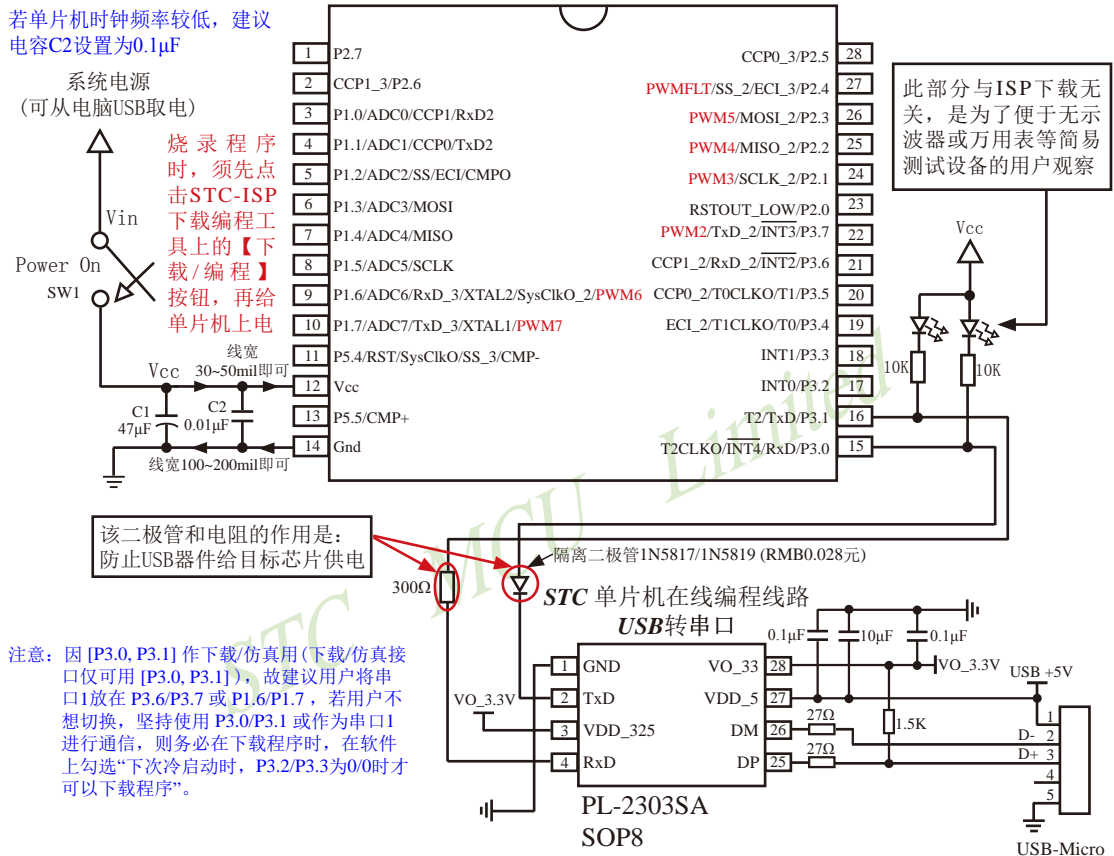 若单片机时钟频率较低，建议
电容C2设置为0.1μF
系统电源
(可从电脑USB取电)
Vin
Power On
SW1
烧录程序
时，须先点
击STC-ISP
下载编程工
具上的【下
载/编程】
按钮，再给
单片机上电
线宽
30~50mil即可
Vcc
C1
47μF
C2
0.01μF
线宽100~200mil即可
1 P2.7
2 CCP1_3/P2.6
3 P1.0/ADC0/CCP1/RxD2
4 P1.1/ADC1/CCP0/TxD2
5 P1.2/ADC2/SS/ECI/CMPO
6 P1.3/ADC3/MOSI
7 P1.4/ADC4/MISO
8 P1.5/ADC5/SCLK
9 P1.6/ADC6/RxD_3/XTAL2/SysClkO_2/PWM6
10 P1.7/ADC7/TxD_3/XTAL1/PWM7
11 P5.4/RST/SysClkO/SS_3/CMP-
12 Vcc
13 P5.5/CMP+
14 Gnd
CCP0_3/P2.5 28
PWMFLT/SS_2/ECI_3/P2.4 27
PWM5/MOSI_2/P2.3 26
PWM4/MISO_2/P2.2 25
PWM3/SCLK_2/P2.1 24
RSTOUT_LOW/P2.0 23
PWM2/TxD_2/INT3/P3.7 22
CCP1_2/RxD_2/INT2/P3.6 21
CCP0_2/T0CLKO/T1/P3.5 20
ECI_2/T1CLKO/T0/P3.4 19
INT1/P3.3 18
INT0/P3.2 17
T2/TxD/P3.1 16
T2CLKO/INT4/RxD/P3.0 15
此部分与ISP下载无
关，是为了便于无示
波器或万用表等简易
测试设备的用户观察
Vcc
10K
10K
STC MCU Limited
该二极管和电阻的作用是：
防止USB器件给目标芯片供电
300Ω
隔离二极管1N5817/1N5819 (RMB0.028元)
STC 单片机在线编程线路
USB转串口
注意：因 [P3.0, P3.1] 作下载/仿真用(下载/仿真接
口仅可用 [P3.0, P3.1])，故建议用户将串
口1放在 P3.6/P3.7 或 P1.6/P1.7，若用户不
想切换，坚持使用 P3.0/P3.1 或作为串口1
进行通信，则务必在下载程序时，在软件
上勾选“下次冷启动时，P3.2/P3.3为0/0时才
可以下载程序”。
VO_3.3V
1 GND
2 TxD
3 VDD_325
4 RxD
VO_33 28
VDD_5 27
DM 26
DP 25
PL-2303SA
SOP8
0.1μF
10μF
0.1μF
VO_3.3V
27Ω
27Ω
1.5K
USB +5V
1
D- 2
D+ 3
4
5
USB-Micro